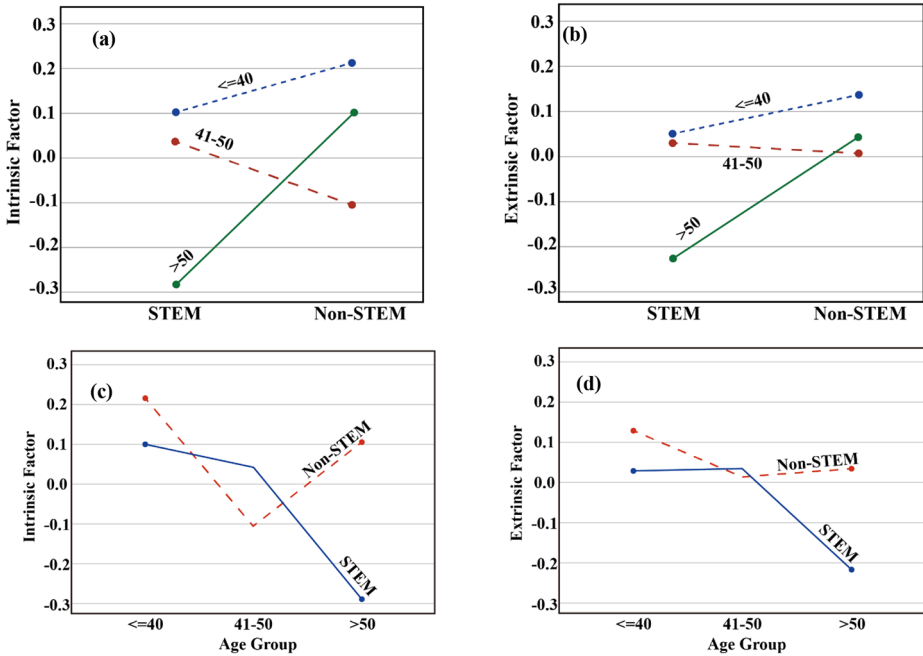 (a)
Intrinsic Factor
0.3
0.2
0.1
0.0
-0.1
-0.2
-0.3
<=40
41-50
>50
STEM Non-STEM
(b)
Extrinsic Factor
0.3
0.2
0.1
0.0
-0.1
-0.2
-0.3
<=40
41-50
>50
STEM Non-STEM
(c)
Intrinsic Factor
0.3
0.2
0.1
0.0
-0.1
-0.2
-0.3
Non-STEM
STEM
<=40 41-50 >50
Age Group
(d)
Extrinsic Factor
0.3
0.2
0.1
0.0
-0.1
-0.2
-0.3
Non-STEM
STEM
<=40 41-50 >50
Age Group